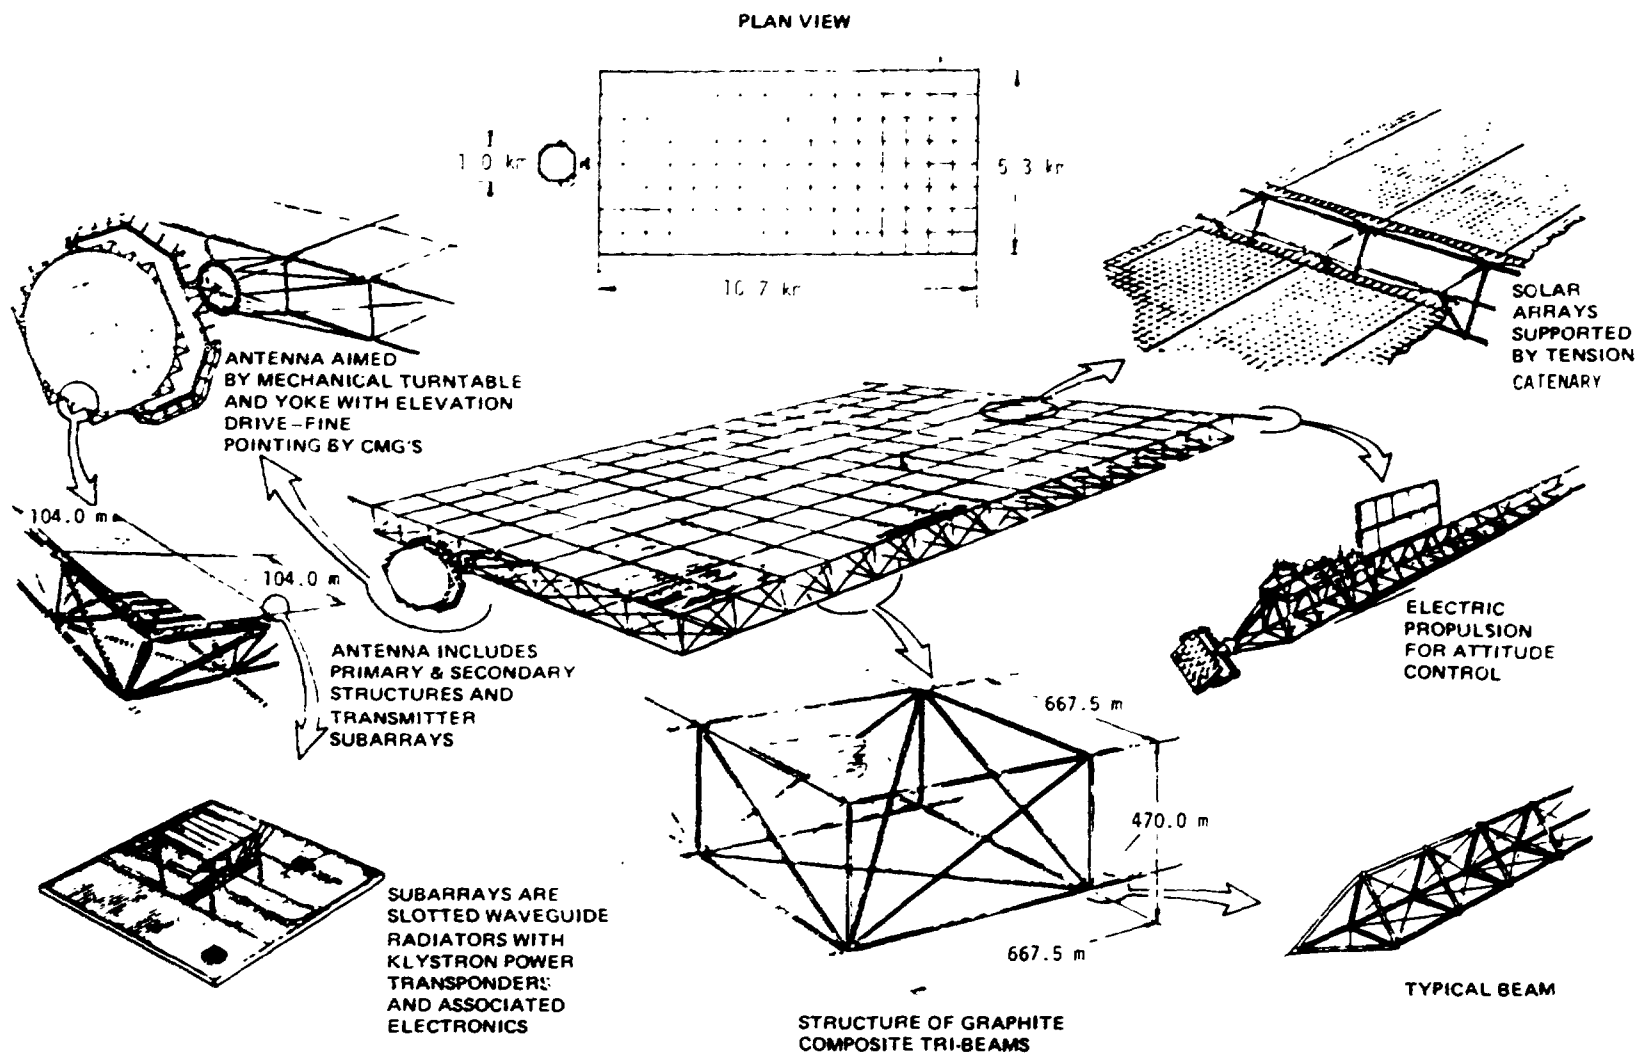 PLAN VIEW
1.0 km
5.3 km
10.7 km
SOLAR
ARRAYS
SUPPORTED
BY TENSION
CATENARY
ANTENNA AIMED
BY MECHANICAL TURNTABLE
AND YOKE WITH ELEVATION
DRIVE-FINE
POINTING BY CMG'S
104.0 m
104.0 m
ANTENNA INCLUDES
PRIMARY & SECONDARY
STRUCTURES AND
TRANSMITTER
SUBARRAYS
ELECTRIC
PROPULSION
FOR ATTITUDE
CONTROL
667.5 m
470.0 m
667.5 m
SUBARRAYS ARE
SLOTTED WAVEGUIDE
RADIATORS WITH
KLYSTRON POWER
TRANSPONDERS
AND ASSOCIATED
ELECTRONICS
STRUCTURE OF GRAPHITE
COMPOSITE TRI-BEAMS
TYPICAL BEAM